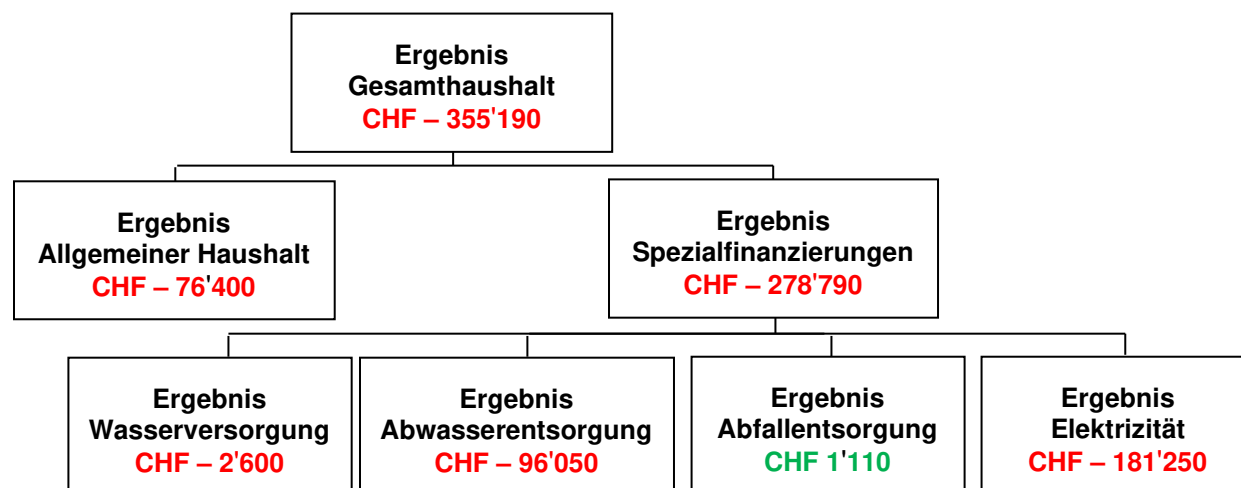 Ergebnis
Gesamthaushalt
CHF – 355'190
Ergebnis
Allgemeiner Haushalt
CHF – 76'400
Ergebnis
Spezialfinanzierungen
CHF – 278'790
Ergebnis
Wasserversorgung
CHF – 2'600
Ergebnis
Abwasserentsorgung
CHF – 96'050
Ergebnis
Abfallentsorgung
CHF 1'110
Ergebnis
Elektrizität
CHF – 181'250